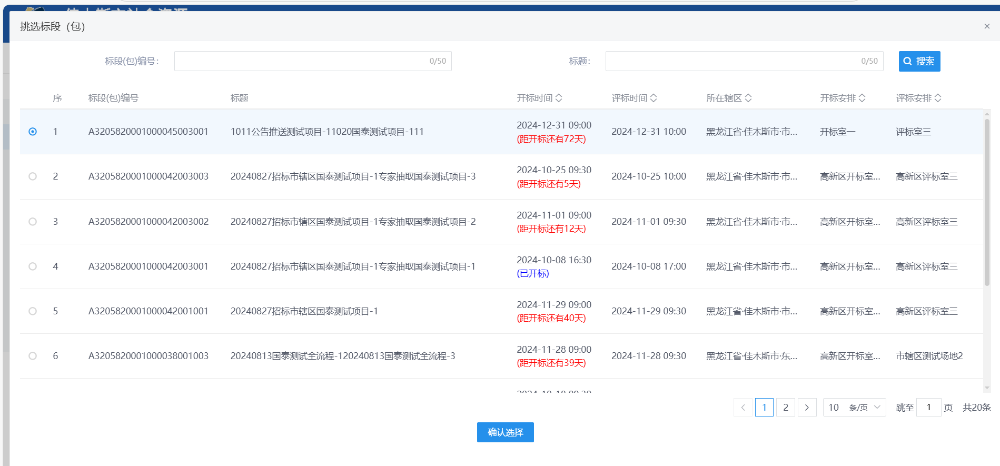 挑选标段（包）
×
标段(包)编号：
0/50
标题：
0/50
搜索
序
标段(包)编号
标题
开标时间
评标时间
所在辖区
开标安排
评标安排
1
A3205820001000045003001
1011公告推送测试项目-11020国泰测试项目-111
2024-12-31 09:00
(距开标还有72天)
2024-12-31 10:00
黑龙江省·佳木斯市·市...
开标室一
评标室三
2
A3205820001000042003003
20240827招标市辖区国泰测试项目-1专家抽取国泰测试项目-3
2024-10-25 09:30
(距开标还有5天)
2024-10-25 10:00
黑龙江省·佳木斯市·市...
高新区开标室...
高新区评标室三
3
A3205820001000042003002
20240827招标市辖区国泰测试项目-1专家抽取国泰测试项目-2
2024-11-01 09:00
(距开标还有12天)
2024-11-01 09:30
黑龙江省·佳木斯市·市...
高新区开标室...
高新区评标室三
4
A3205820001000042003001
20240827招标市辖区国泰测试项目-1专家抽取国泰测试项目-1
2024-10-08 16:30
(已开标)
2024-10-08 17:00
黑龙江省·佳木斯市·市...
高新区开标室...
高新区评标室三
5
A3205820001000042001001
20240827招标市辖区国泰测试项目-1
2024-11-29 09:00
(距开标还有40天)
2024-11-29 09:30
黑龙江省·佳木斯市·市...
高新区开标室...
高新区评标室三
6
A3205820001000038001003
20240813国泰测试全流程-120240813国泰测试全流程-3
2024-11-28 09:00
(距开标还有39天)
2024-11-28 09:30
黑龙江省·佳木斯市·东...
高新区开标室...
市辖区测试场地2
1
2
10 条/页
跳至 1 页 共20条
确认选择